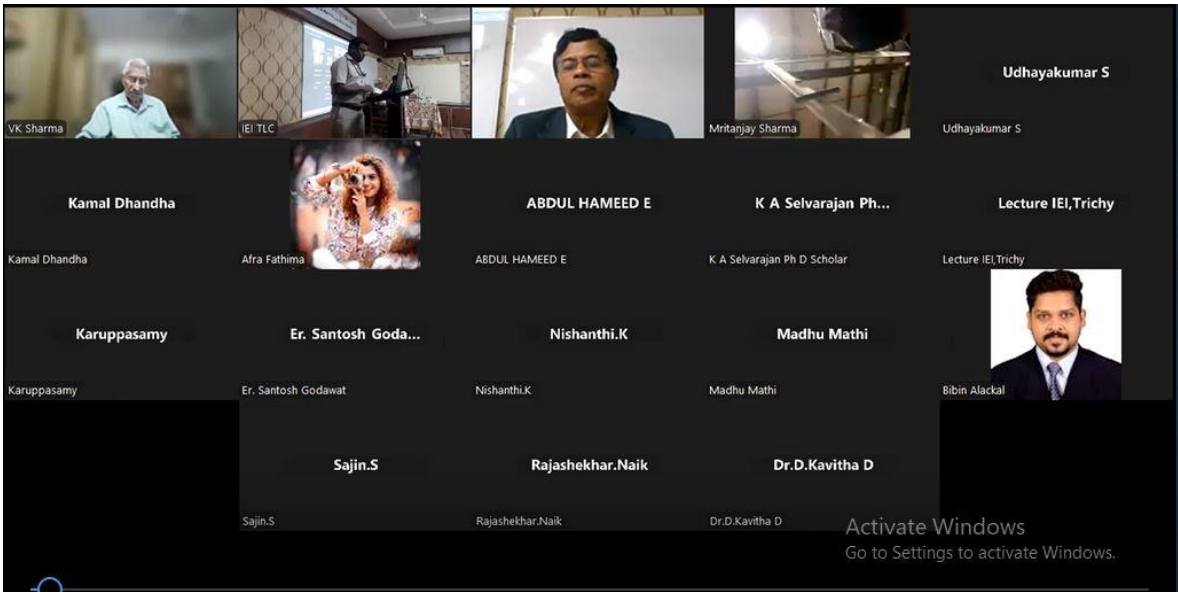 VK Sharma
IEI TLC
Mritanjay Sharma
Udhayakumar S
Udhayakumar S
Kamal Dhandha
Kamal Dhandha
Afra Fathima
ABDUL HAMEED E
ABDUL HAMEED E
K A Selvarajan Ph...
K A Selvarajan Ph D Scholar
Lecture IEI,Trichy
Lecture IEI,Trichy
Karuppasamy
Karuppasamy
Er. Santosh Goda...
Er. Santosh Godawat
Nishanthi.K
Nishanthi.K
Madhu Mathi
Madhu Mathi
Bibin Alackal
Sajin.S
Sajin.S
Rajashekhar.Naik
Rajashekhar.Naik
Dr.D.Kavitha D
Dr.D.Kavitha D
Activate Windows
Go to Settings to activate Windows.